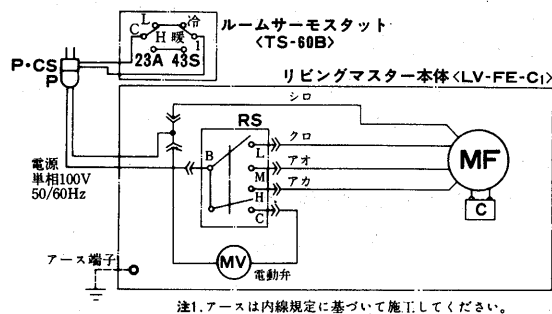 ルームサーモスタット
<TS-60B>
L 冷
C H 暖 1
23A 43S
P・CS
P
リビングマスター本体<LV-FE-C1>
シロ
RS
クロ
B L
アオ
M
アカ
H
C
MF
C
電源
単相100V
50/60Hz
アース端子
MV
電動弁
注1.アースは内線規定に基づいて施工してください。